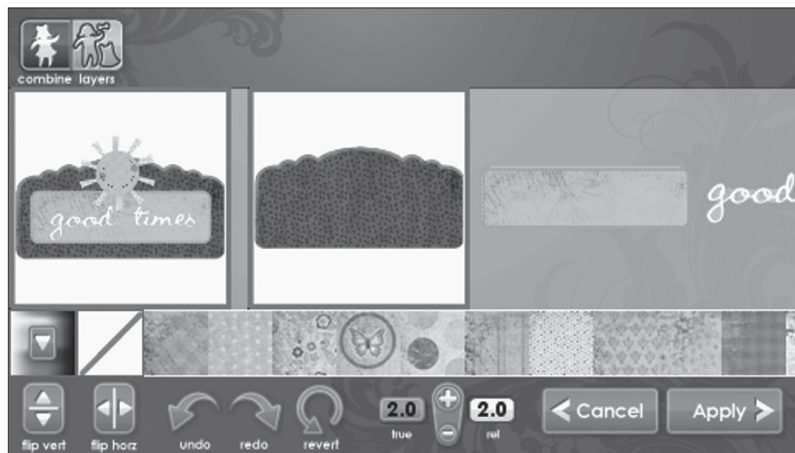 combine layers
good times
good
2.0 2.0 Cancel Apply
flip vert flip horz undo redo revert true rel